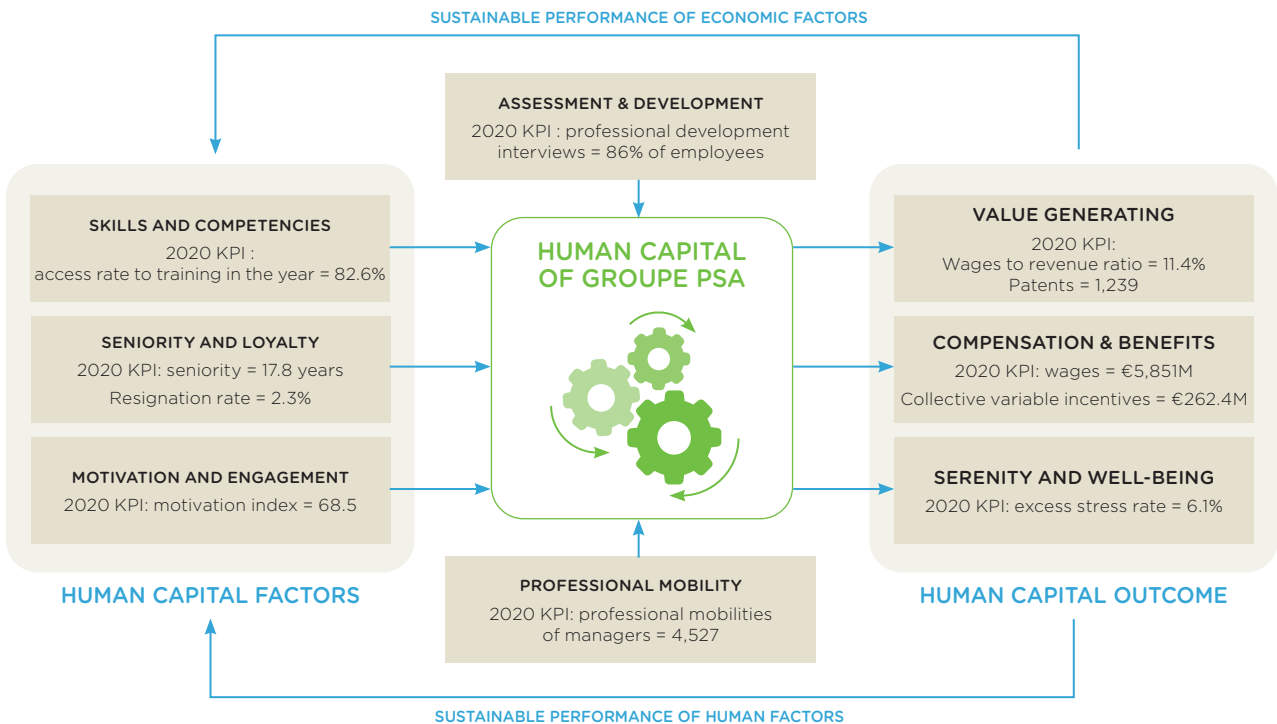 SUSTAINABLE PERFORMANCE OF ECONOMIC FACTORS
ASSESSMENT & DEVELOPMENT
2020 KPI : professional development
interviews = 86% of employees
SKILLS AND COMPETENCIES
2020 KPI :
access rate to training in the year = 82.6%
SENIORITY AND LOYALTY
2020 KPI: seniority = 17.8 years
Resignation rate = 2.3%
MOTIVATION AND ENGAGEMENT
2020 KPI: motivation index = 68.5
HUMAN CAPITAL FACTORS
HUMAN CAPITAL
OF GROUPE PSA
PROFESSIONAL MOBILITY
2020 KPI: professional mobilities
of managers = 4,527
VALUE GENERATING
2020 KPI:
Wages to revenue ratio = 11.4%
Patents = 1,239
COMPENSATION & BENEFITS
2020 KPI: wages = €5,851M
Collective variable incentives = €262.4M
SERENITY AND WELL-BEING
2020 KPI: excess stress rate = 6.1%
HUMAN CAPITAL OUTCOME
SUSTAINABLE PERFORMANCE OF HUMAN FACTORS